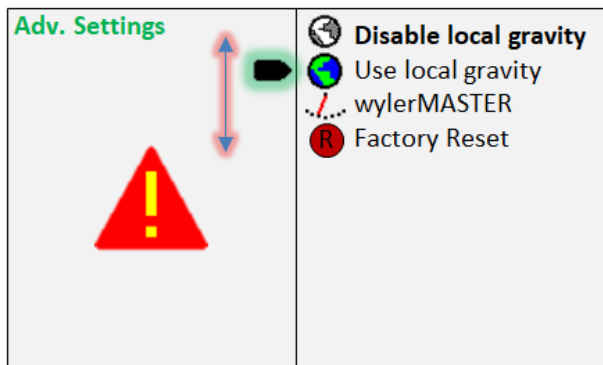 Adv. Settings
Disable local gravity
Use local gravity
wylerMASTER
R Factory Reset